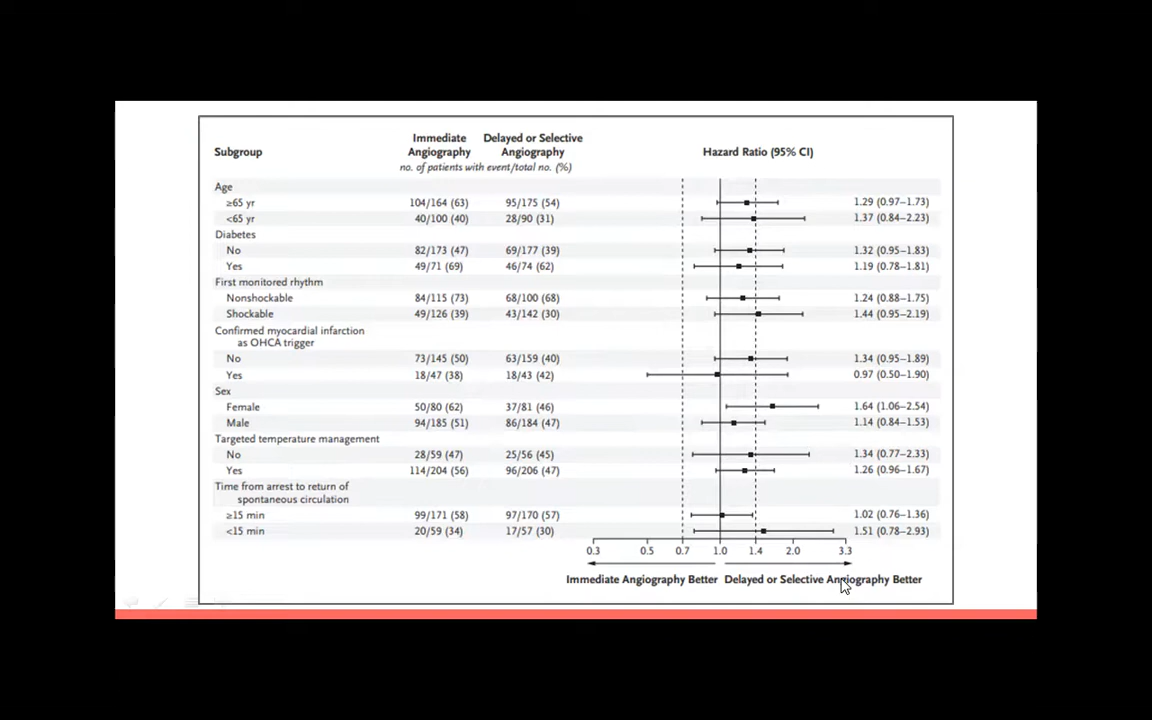 Immediate Delayed or Selective
Subgroup Angiography Angiography Hazard Ratio (95% CI)
no. of patients with event/total no. (%)
Age
≥65 yr 104/164 (63) 95/175 (54) 1.29 (0.97–1.73)
<65 yr 40/100 (40) 28/90 (31) 1.37 (0.84–2.23)
Diabetes
No 82/173 (47) 69/177 (39) 1.32 (0.95–1.83)
Yes 49/71 (69) 46/74 (62) 1.19 (0.78–1.81)
First monitored rhythm
Nonshockable 84/115 (73) 68/100 (68) 1.24 (0.88–1.75)
Shockable 49/126 (39) 43/142 (30) 1.44 (0.95–2.19)
Confirmed myocardial infarction
as OHCA trigger
No 73/145 (50) 63/159 (40) 1.34 (0.95–1.89)
Yes 18/47 (38) 18/43 (42) 0.97 (0.50–1.90)
Sex
Female 50/80 (62) 37/81 (46) 1.64 (1.06–2.54)
Male 94/185 (51) 86/184 (47) 1.14 (0.84–1.53)
Targeted temperature management
No 28/59 (47) 25/56 (45) 1.34 (0.77–2.33)
Yes 114/204 (56) 96/206 (47) 1.26 (0.96–1.67)
Time from arrest to return of
spontaneous circulation
≥15 min 99/171 (58) 97/170 (57) 1.02 (0.76–1.36)
<15 min 20/59 (34) 17/57 (30) 1.51 (0.78–2.93)
0.3 0.5 0.7 1.0 1.4 2.0 3.3
Immediate Angiography Better Delayed or Selective Angiography Better